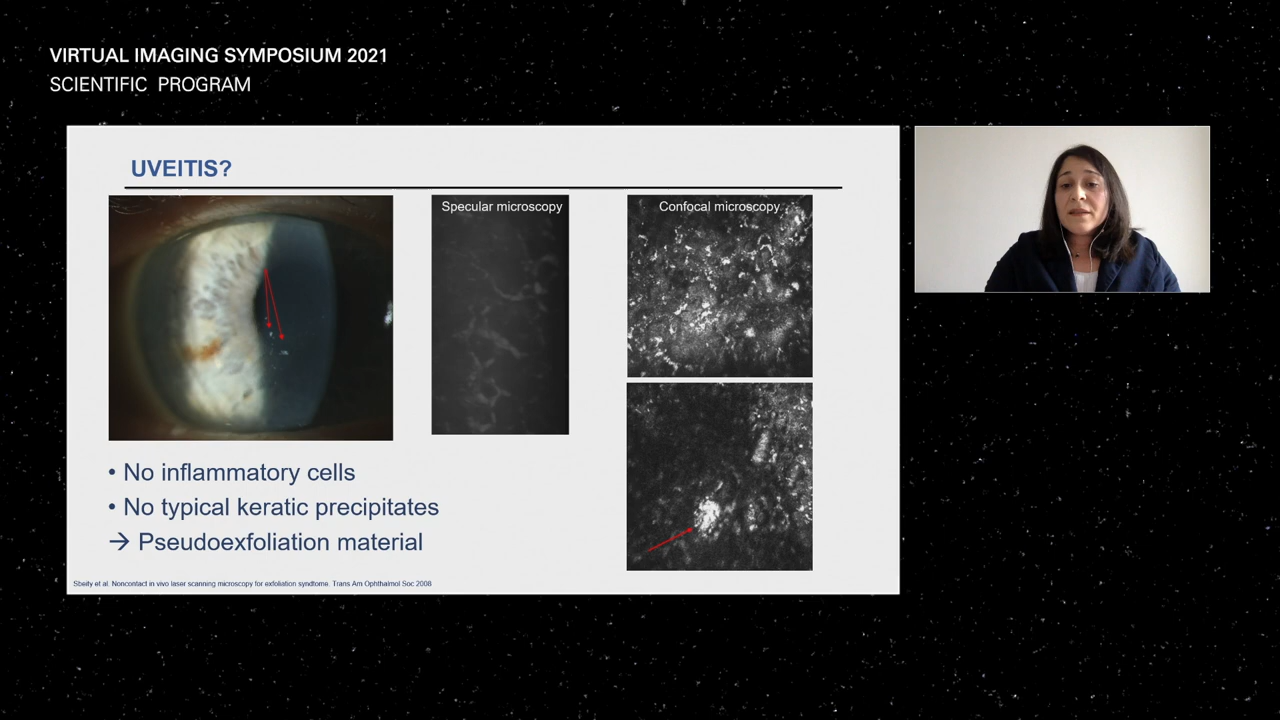 VIRTUAL IMAGING SYMPOSIUM 2021
SCIENTIFIC PROGRAM
UVEITIS?
Specular microscopy
Confocal microscopy
• No inflammatory cells
• No typical keratic precipitates
→ Pseudoexfoliation material
Sbeity et al. Noncontact in vivo laser scanning microscopy for exfoliation syndtome. Trans Am Ophthalmol Soc 2008